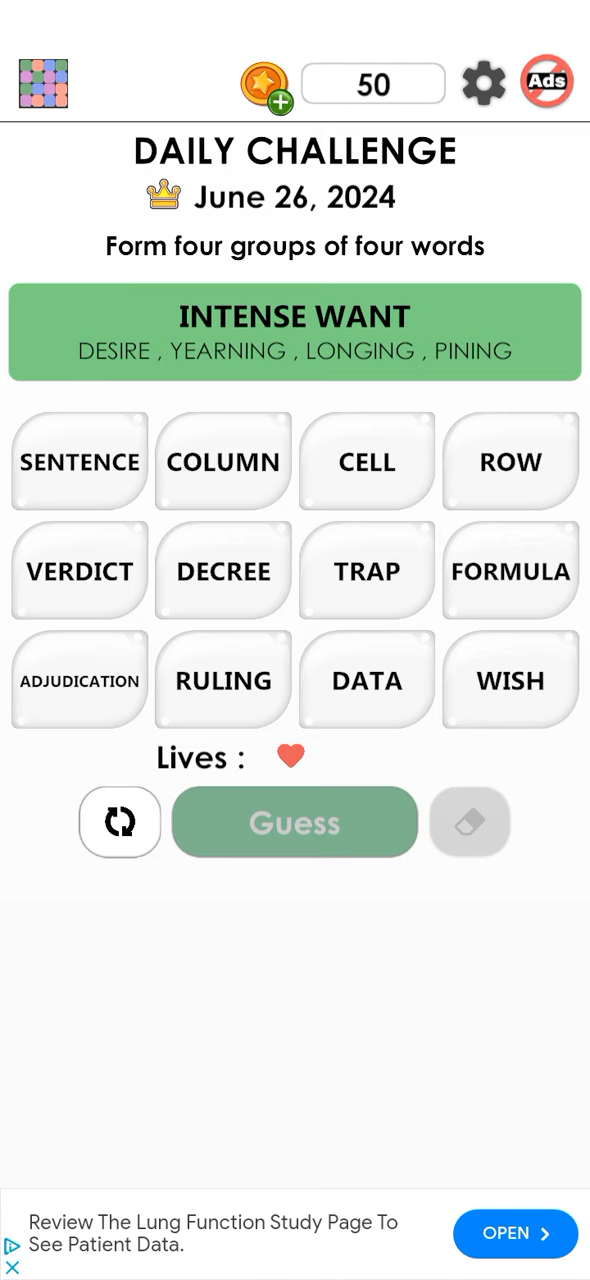 50
Ads
DAILY CHALLENGE
June 26, 2024
Form four groups of four words
INTENSE WANT
DESIRE , YEARNING , LONGING , PINING
SENTENCE COLUMN CELL ROW
VERDICT DECREE TRAP FORMULA
ADJUDICATION RULING DATA WISH
Lives :
Guess
Review The Lung Function Study Page To
See Patient Data.
OPEN